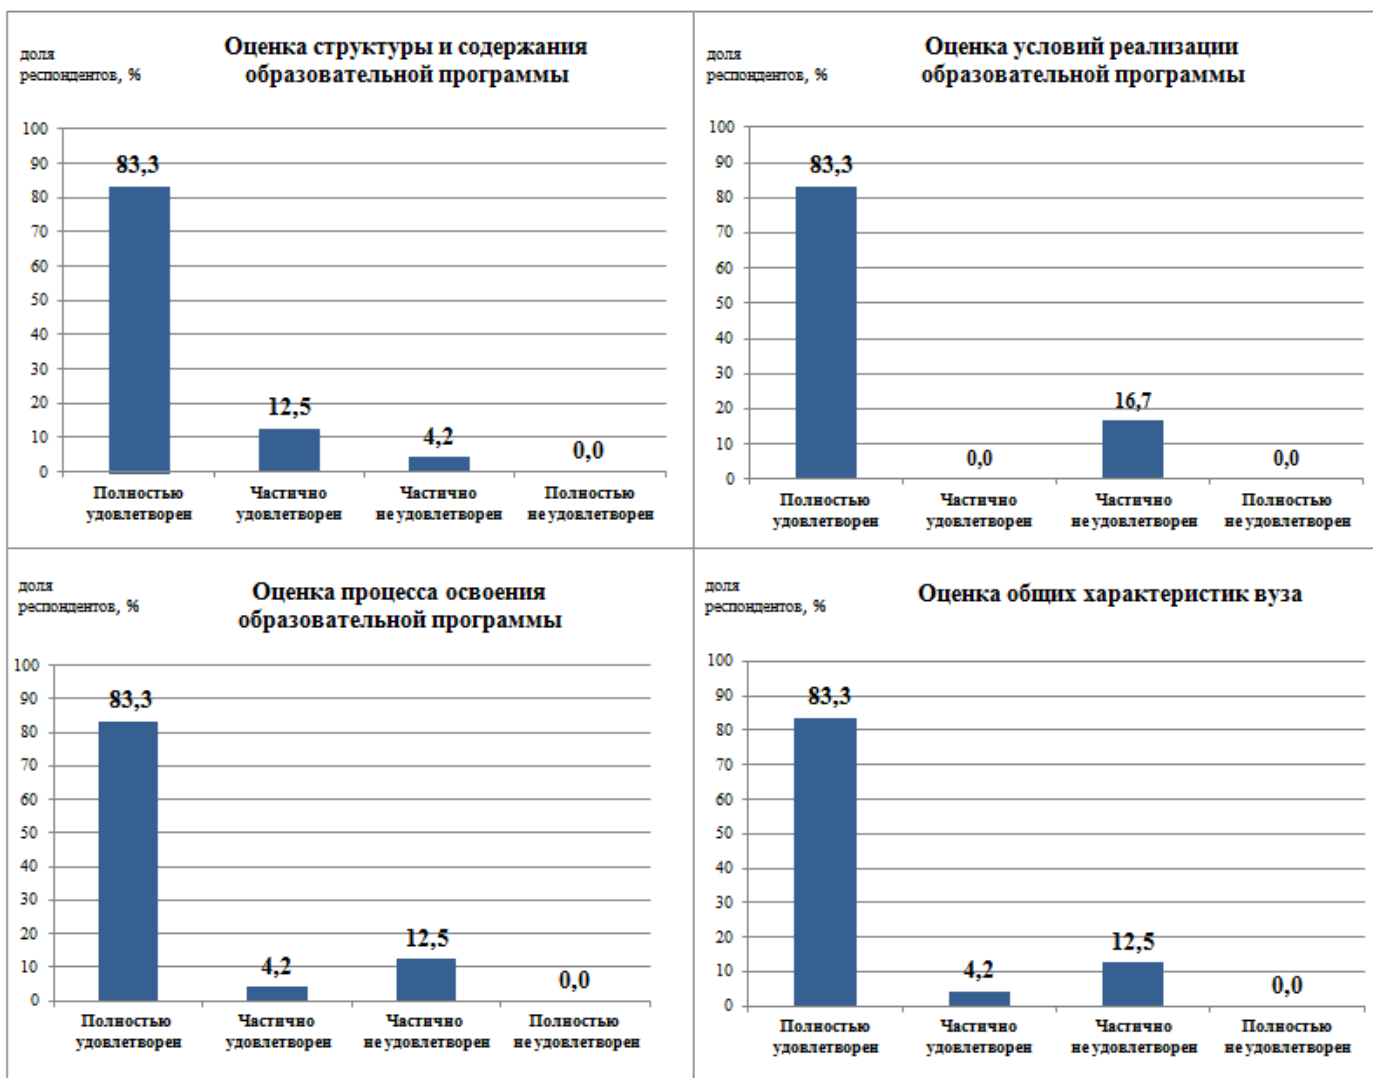 доля
респондентов, %
Оценка структуры и содержания
образовательной программы
100
90
80
70
60
50
40
30
20
10
0
83,3
12,5
4,2
0,0
Полностью
удовлетворен
Частично
удовлетворен
Частично
не удовлетворен
Полностью
не удовлетворен
доля
респондентов, %
Оценка условий реализации
образовательной программы
100
90
80
70
60
50
40
30
20
10
0
83,3
0,0
16,7
0,0
Полностью
удовлетворен
Частично
удовлетворен
Частично
не удовлетворен
Полностью
не удовлетворен
доля
респондентов, %
Оценка процесса освоения
образовательной программы
100
90
80
70
60
50
40
30
20
10
0
83,3
4,2
12,5
0,0
Полностью
удовлетворен
Частично
удовлетворен
Частично
не удовлетворен
Полностью
не удовлетворен
доля
респондентов, %
Оценка общих характеристик вуза
100
90
80
70
60
50
40
30
20
10
0
83,3
4,2
12,5
0,0
Полностью
удовлетворен
Частично
удовлетворен
Частично
не удовлетворен
Полностью
не удовлетворен